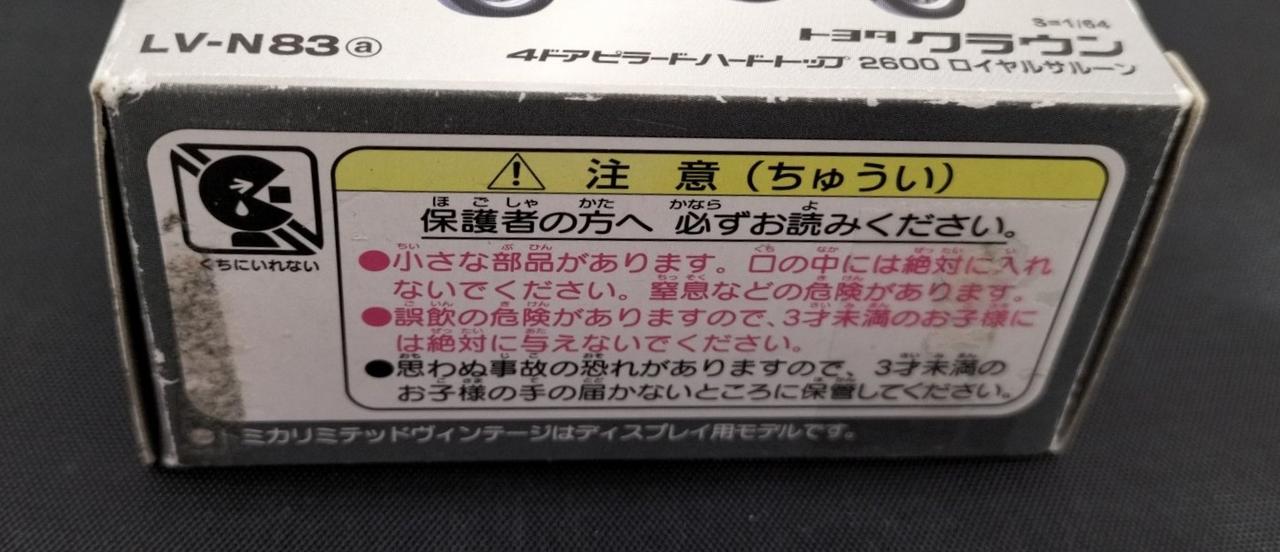 S=1/64
LV-N83ⓐ トヨタ クラウン
4ドアピラードハードトップ 2600 ロイヤルサルーン
注 意（ちゅうい）
保護者の方へ 必ずお読みください。
くちにいれない
●小さな部品があります。口の中には絶対に入れ
ないでください。窒息などの危険があります。
●誤飲の危険がありますので、3才未満のお子様に
は絶対に与えないでください。
●思わぬ事故の恐れがありますので、3才未満の
お子様の手の届かないところに保管してください。
ミカリミテッドヴィンテージはディスプレイ用モデルです。